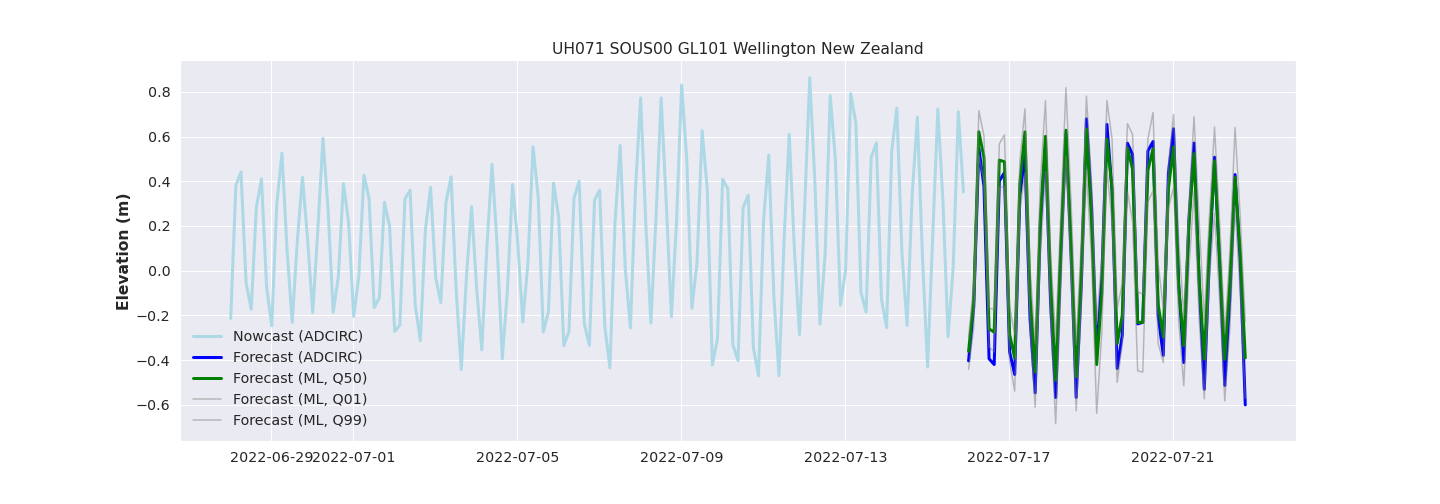 UH071 SOUS00 GL101 Wellington New Zealand
Elevation (m)
0.8
0.6
0.4
0.2
0.0
−0.2
−0.4
−0.6
Nowcast (ADCIRC)
Forecast (ADCIRC)
Forecast (ML, Q50)
Forecast (ML, Q01)
Forecast (ML, Q99)
2022-06-29 2022-07-01 2022-07-05 2022-07-09 2022-07-13 2022-07-17 2022-07-21